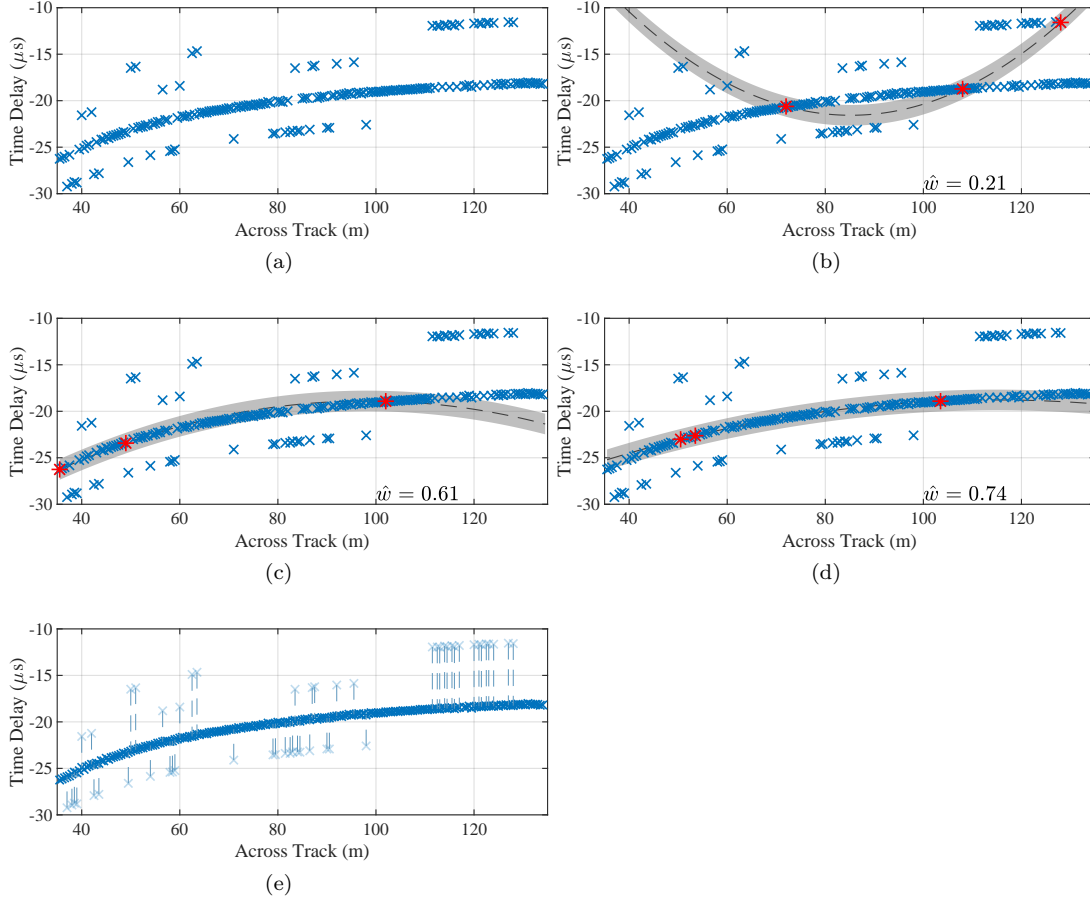 -10
-15
-20
-25
-30
Time Delay (μs)
40 60 80 100 120
Across Track (m)
(a)
-10
-15
-20
-25
-30
Time Delay (μs)
ŵ = 0.21
40 60 80 100 120
Across Track (m)
(b)
-10
-15
-20
-25
-30
Time Delay (μs)
ŵ = 0.61
40 60 80 100 120
Across Track (m)
(c)
-10
-15
-20
-25
-30
Time Delay (μs)
ŵ = 0.74
40 60 80 100 120
Across Track (m)
(d)
-10
-15
-20
-25
-30
Time Delay (μs)
40 60 80 100 120
Across Track (m)
(e)